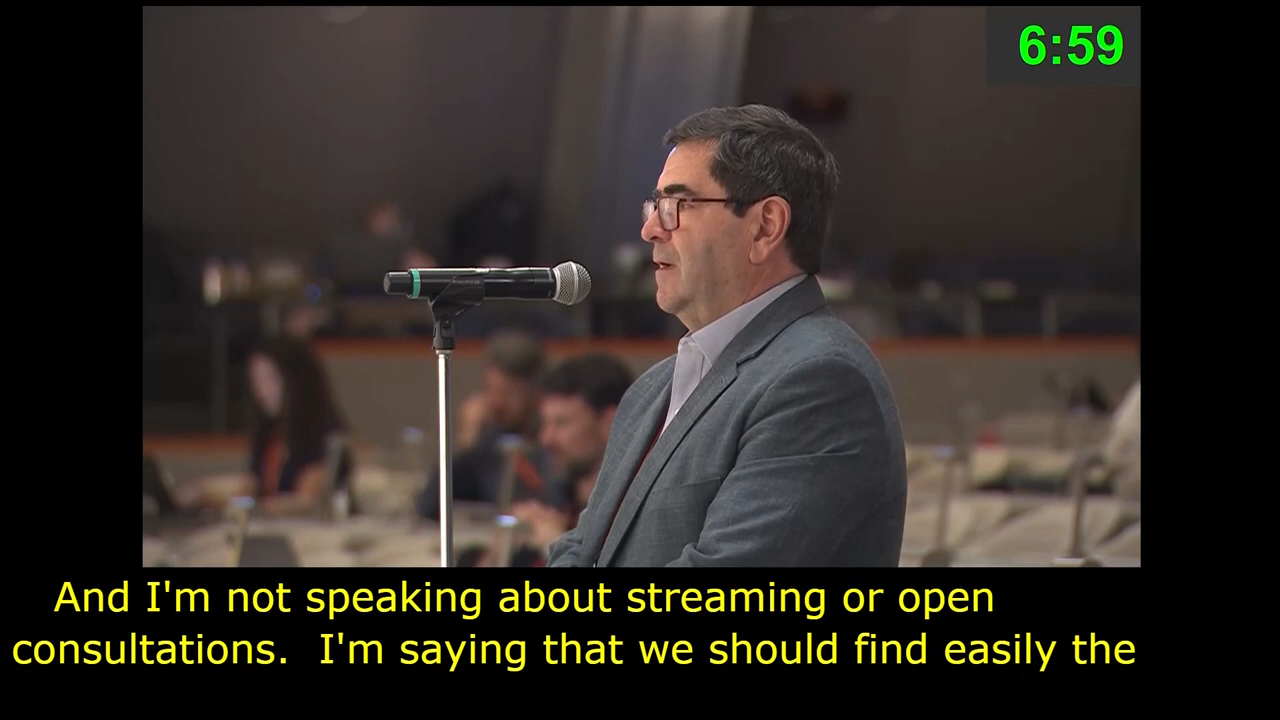 6:59
And I'm not speaking about streaming or open
consultations.  I'm saying that we should find easily the